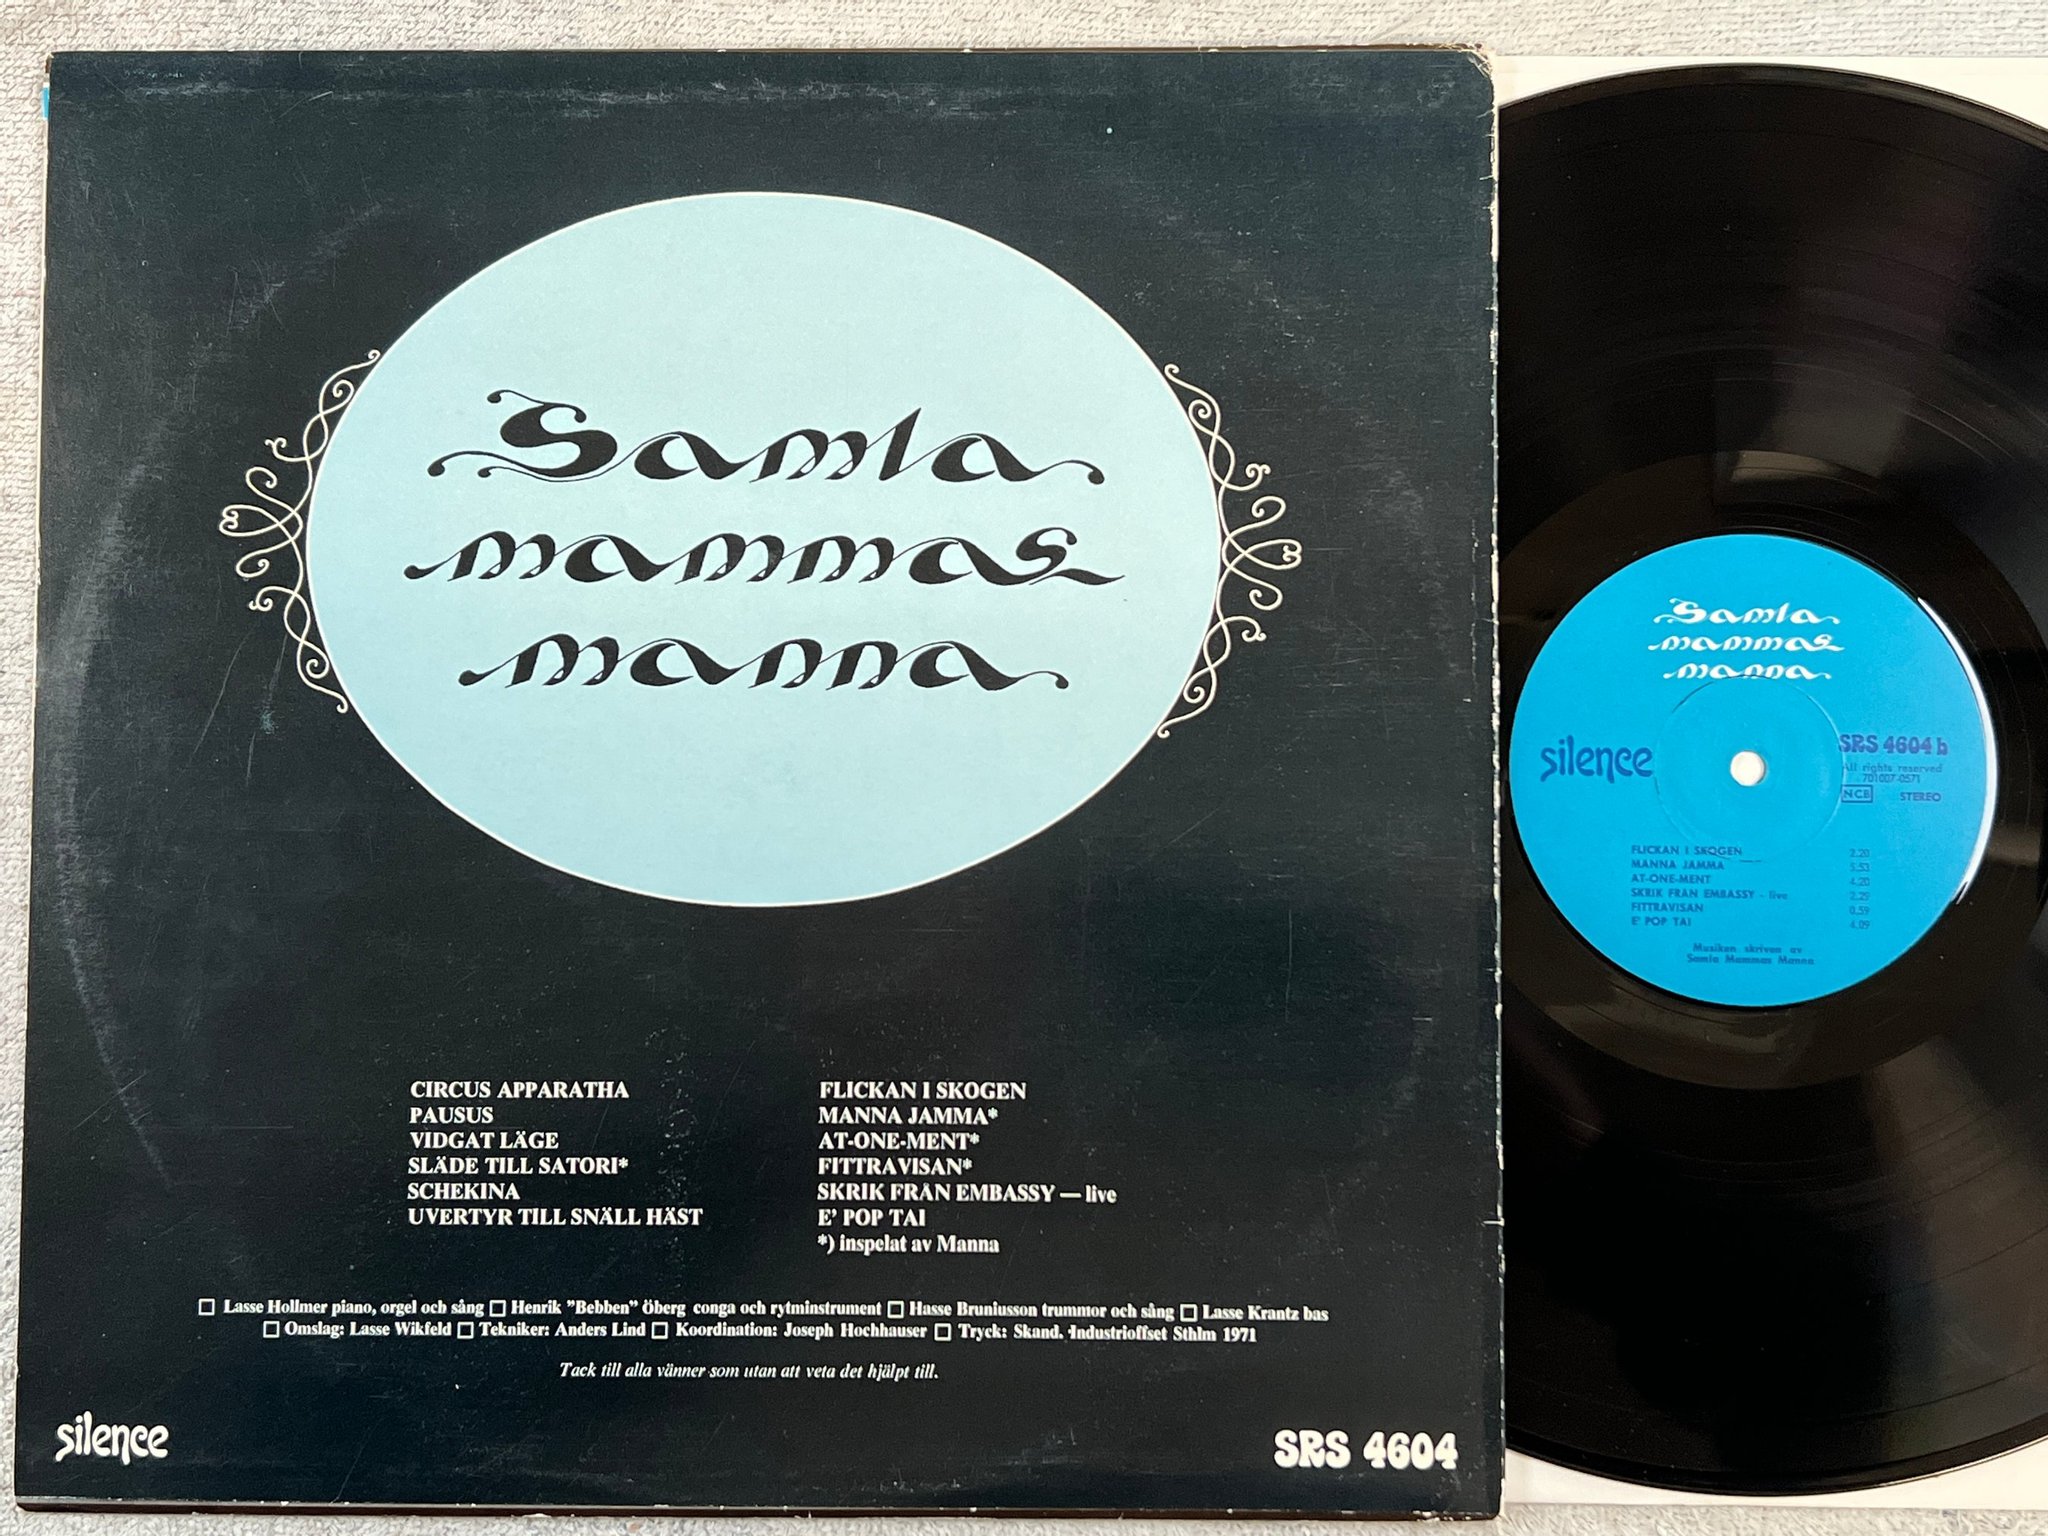 Samla
mammas
manna
CIRCUS APPARATHA
PAUSUS
VIDGAT LÄGE
SLÄDE TILL SATORI*
SCHEKINA
UVERTYR TILL SNÄLL HÄST
FLICKAN I SKOGEN
MANNA JAMMA*
AT-ONE-MENT*
FITTRAVISAN*
SKRIK FRÅN EMBASSY — live
E' POP TAI
*) inspelat av Manna
□ Lasse Hollmer piano, orgel och sång □ Henrik ”Bebben” Öberg conga och rytminstrument □ Hasse Bruniusson trummor och sång □ Lasse Krantz bas
□ Omslag: Lasse Wikfeld □ Tekniker: Anders Lind □ Koordination: Joseph Hochhauser □ Tryck: Skand. Industrioffset Sthlm 1971
Tack till alla vänner som utan att veta det hjälpt till.
silence
SRS 4604
Samla
mammas
manna
silence
SRS 4604 b
All rights reserved
701007-0571
NCB STEREO
FLICKAN I SKOGEN 2.20
MANNA JAMMA 5.53
AT-ONE-MENT 4.20
SKRIK FRÅN EMBASSY - live 2.29
FITTRAVISAN 0.59
E' POP TAI 4.09
Musiken skriven av
Samla Mammas Manna